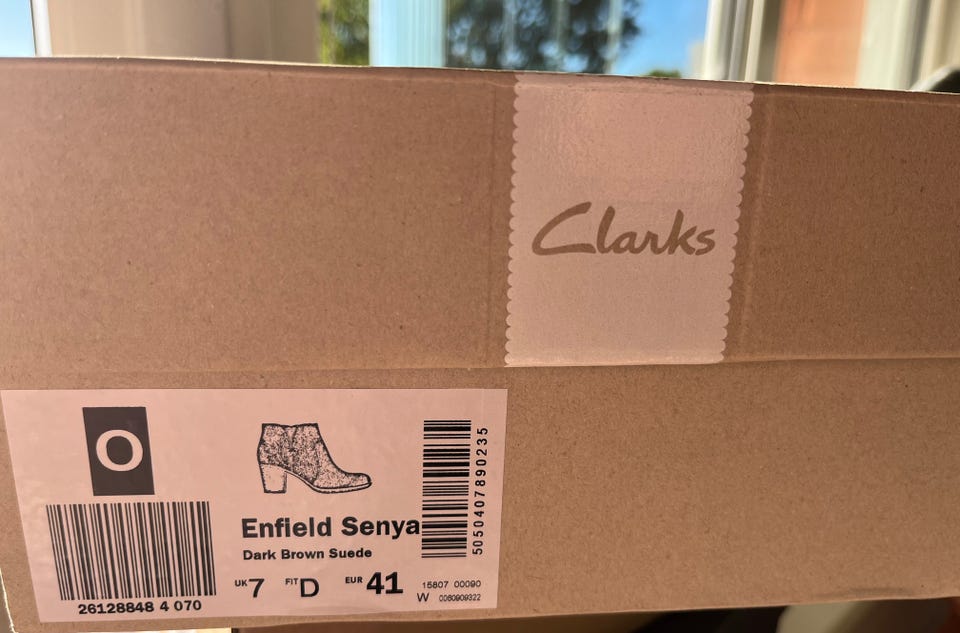 Clarks
O
Enfield Senya
Dark Brown Suede
UK 7 FIT D EUR 41
26128848 4 070
5050407890235
15807 00090
W 0060909322